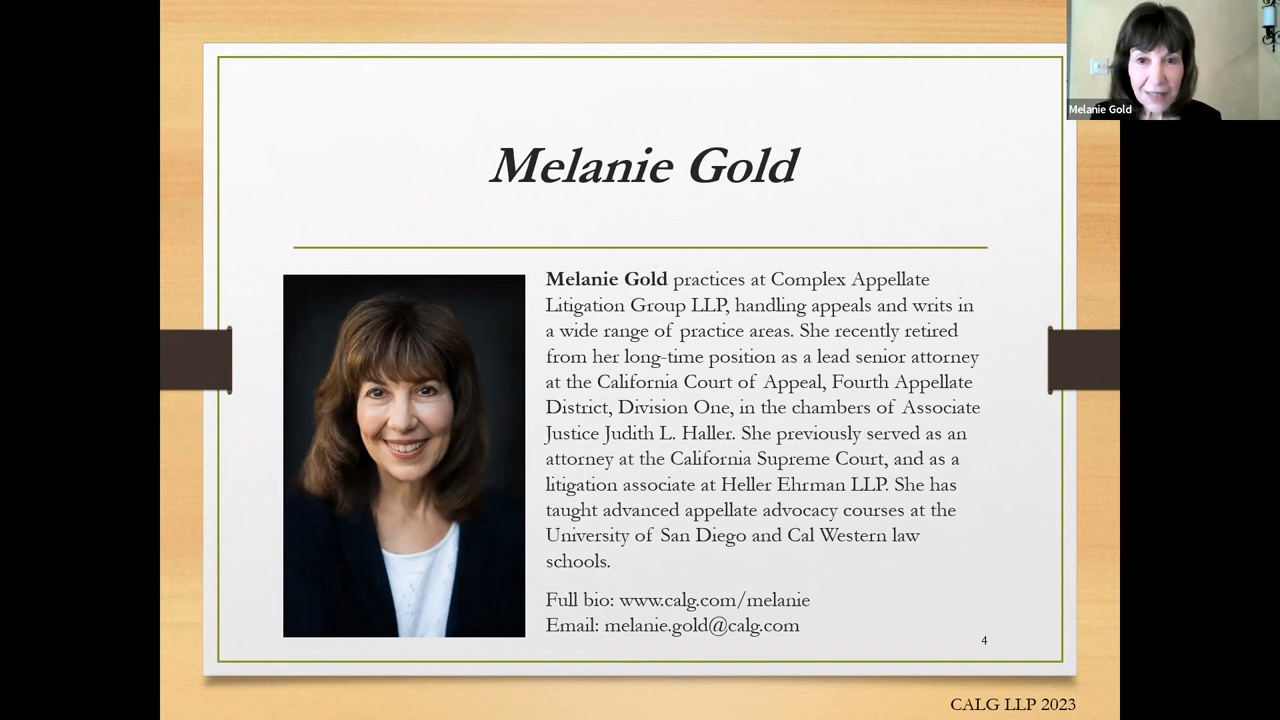 Melanie Gold
Melanie Gold
Melanie Gold practices at Complex Appellate
Litigation Group LLP, handling appeals and writs in
a wide range of practice areas. She recently retired
from her long-time position as a lead senior attorney
at the California Court of Appeal, Fourth Appellate
District, Division One, in the chambers of Associate
Justice Judith L. Haller. She previously served as an
attorney at the California Supreme Court, and as a
litigation associate at Heller Ehrman LLP. She has
taught advanced appellate advocacy courses at the
University of San Diego and Cal Western law
schools.
Full bio: www.calg.com/melanie
Email: melanie.gold@calg.com
4
CALG LLP 2023